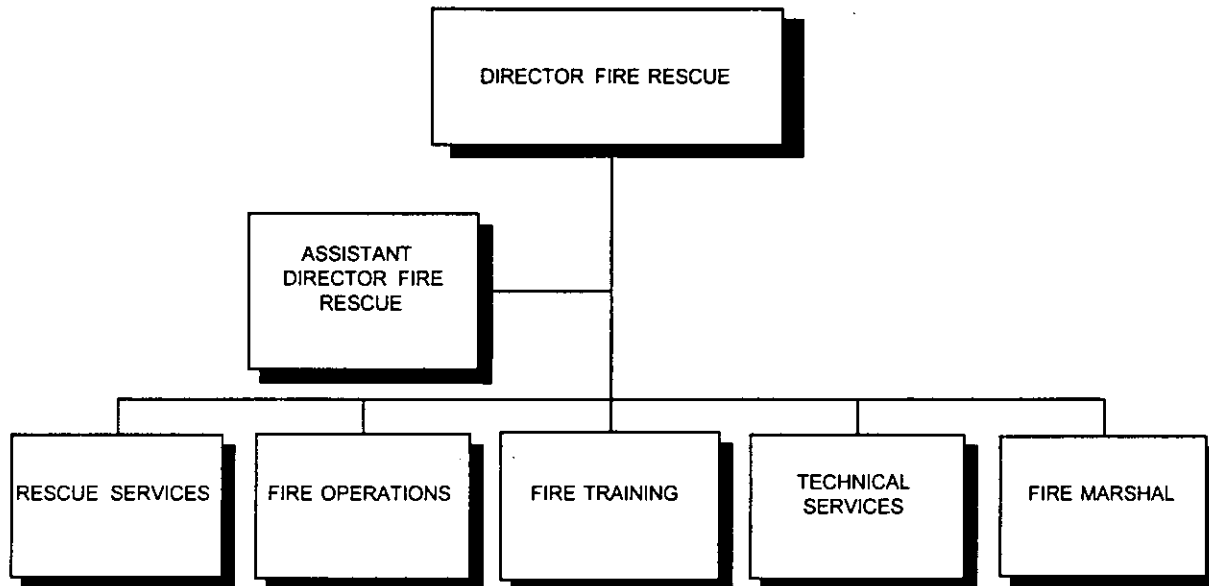 DIRECTOR FIRE RESCUE
ASSISTANT
DIRECTOR FIRE
RESCUE
RESCUE SERVICES
FIRE OPERATIONS
FIRE TRAINING
TECHNICAL
SERVICES
FIRE MARSHAL